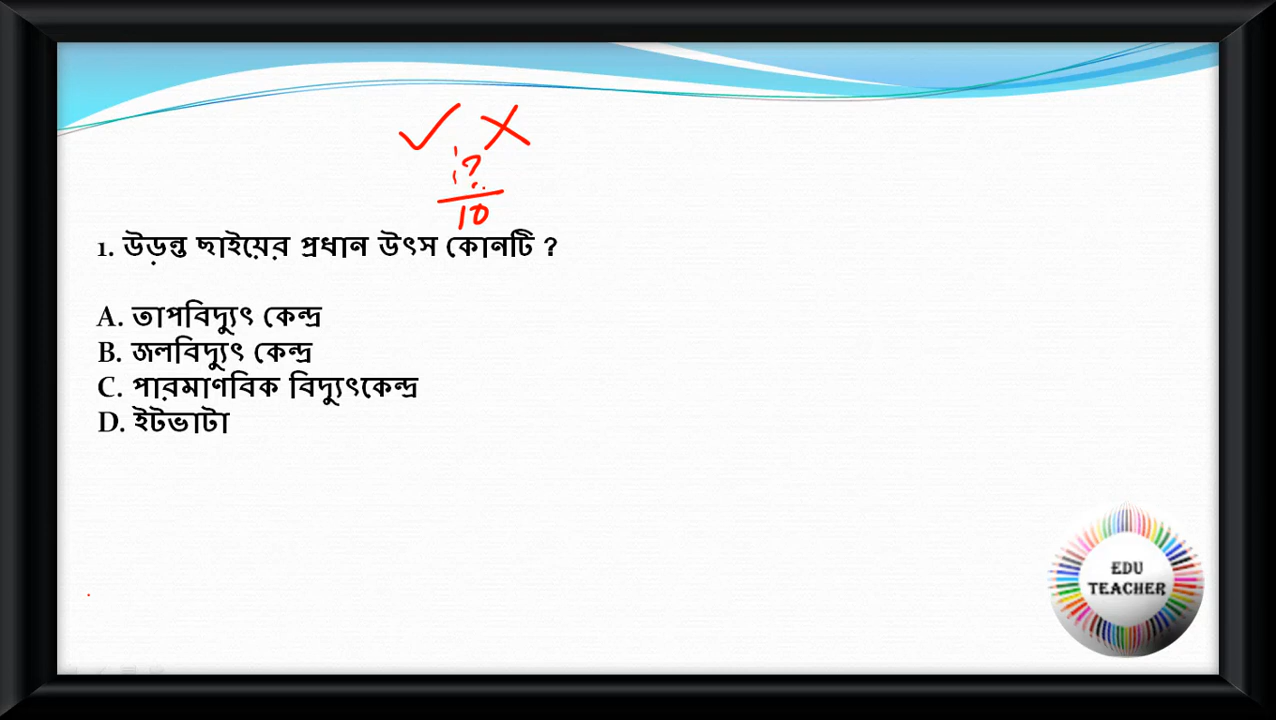 ?
10
1. উড়ন্ত ছাইয়ের প্রধান উৎস কোনটি ?
A. তাপবিদ্যুৎ কেন্দ্র
B. জলবিদ্যুৎ কেন্দ্র
C. পারমাণবিক বিদ্যুৎকেন্দ্র
D. ইটভাটা
EDU
TEACHER